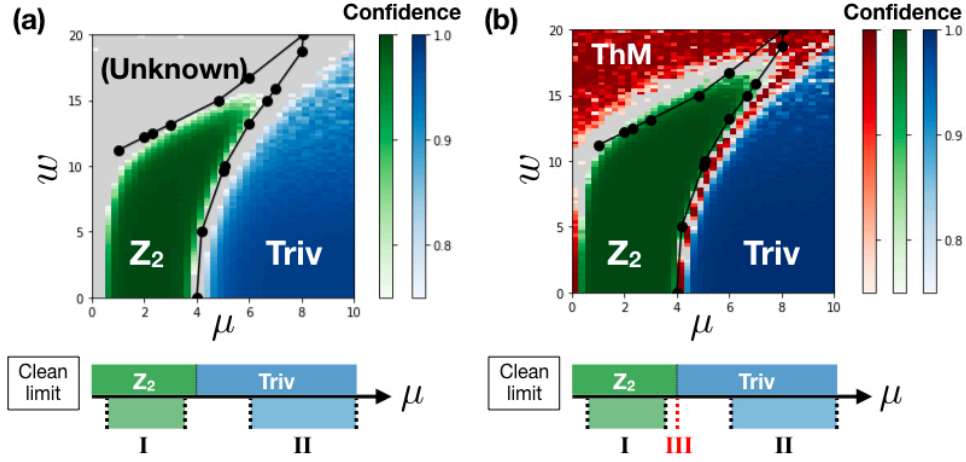 (a)
Confidence
(Unknown)
Z2
Triv
w
20
15
10
5
0
0 2 4 6 8 10
μ
1.0
0.9
0.8
Clean limit
Z2 Triv
μ
I II
(b)
Confidence
ThM
Z2
Triv
w
20
15
10
5
0
0 2 4 6 8 10
μ
1.0
0.9
0.8
Clean limit
Z2 Triv
μ
I III II